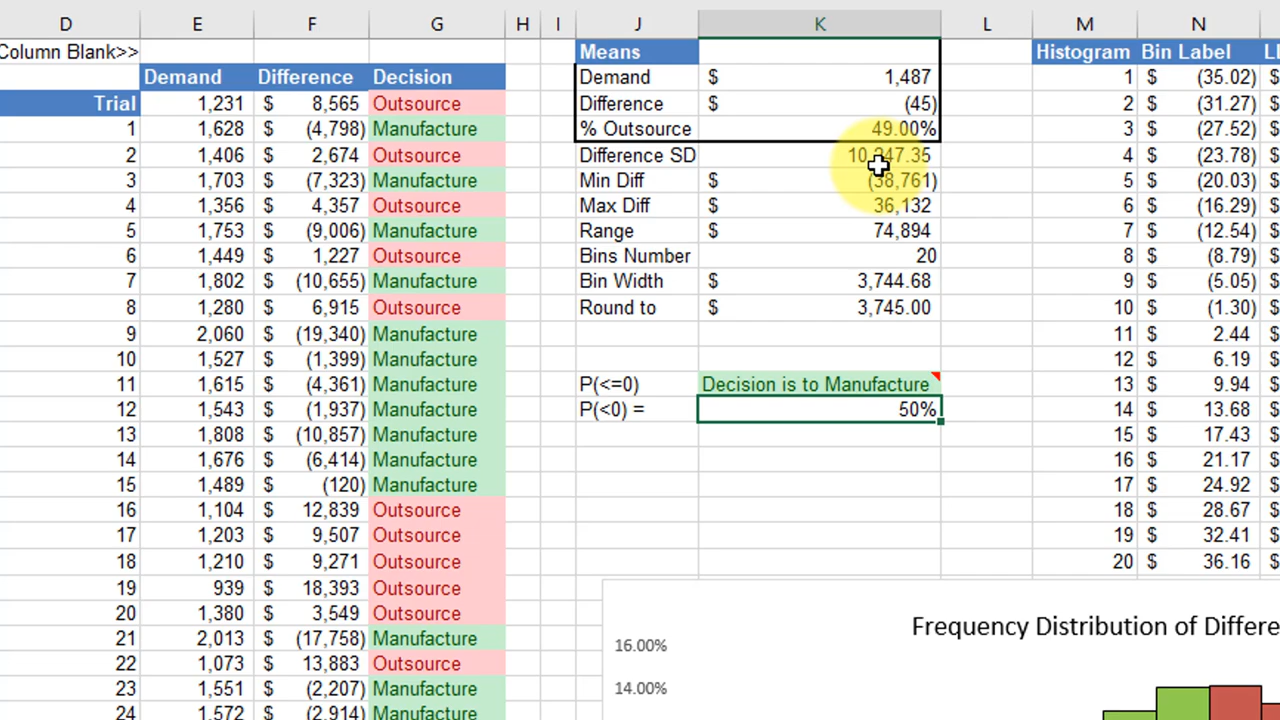 D E F G H I J K L M N
Column Blank>> Means Histogram Bin Label
Demand Difference Decision Demand $ 1,487 1 $ (35.02) $
Trial 1,231 $ 8,565 Outsource Difference $ (45) 2 $ (31.27) $
1 1,628 $ (4,798) Manufacture % Outsource 49.00% 3 $ (27.52) $
2 1,406 $ 2,674 Outsource Difference SD 10,247.35 4 $ (23.78) $
3 1,703 $ (7,323) Manufacture Min Diff $ (38,761) 5 $ (20.03) $
4 1,356 $ 4,357 Outsource Max Diff $ 36,132 6 $ (16.29) $
5 1,753 $ (9,006) Manufacture Range $ 74,894 7 $ (12.54) $
6 1,449 $ 1,227 Outsource Bins Number 20 8 $ (8.79) $
7 1,802 $ (10,655) Manufacture Bin Width $ 3,744.68 9 $ (5.05) $
8 1,280 $ 6,915 Outsource Round to $ 3,745.00 10 $ (1.30) $
9 2,060 $ (19,340) Manufacture 11 $ 2.44 $
10 1,527 $ (1,399) Manufacture 12 $ 6.19 $
11 1,615 $ (4,361) Manufacture P(<=0) Decision is to Manufacture 13 $ 9.94 $
12 1,543 $ (1,937) Manufacture P(<0) = 50% 14 $ 13.68 $
13 1,808 $ (10,857) Manufacture 15 $ 17.43 $
14 1,676 $ (6,414) Manufacture 16 $ 21.17 $
15 1,489 $ (120) Manufacture 17 $ 24.92 $
16 1,104 $ 12,839 Outsource 18 $ 28.67 $
17 1,203 $ 9,507 Outsource 19 $ 32.41 $
18 1,210 $ 9,271 Outsource 20 $ 36.16 $
19 939 $ 18,393 Outsource
20 1,380 $ 3,549 Outsource Frequency Distribution of Differe
21 2,013 $ (17,758) Manufacture 16.00%
22 1,073 $ 13,883 Outsource
23 1,551 $ (2,207) Manufacture 14.00%
24 1,572 $ (2,914) Manufacture